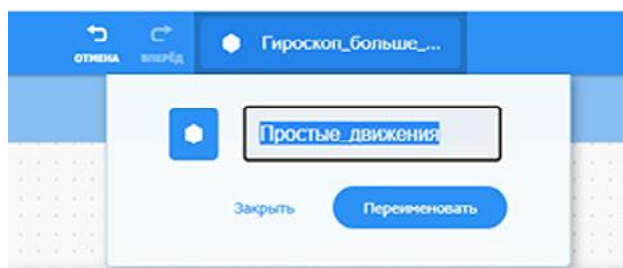 ОТМЕНА ВПЕРЁД Гироскоп_больше_...
Простые_движения
Закрыть Переименовать